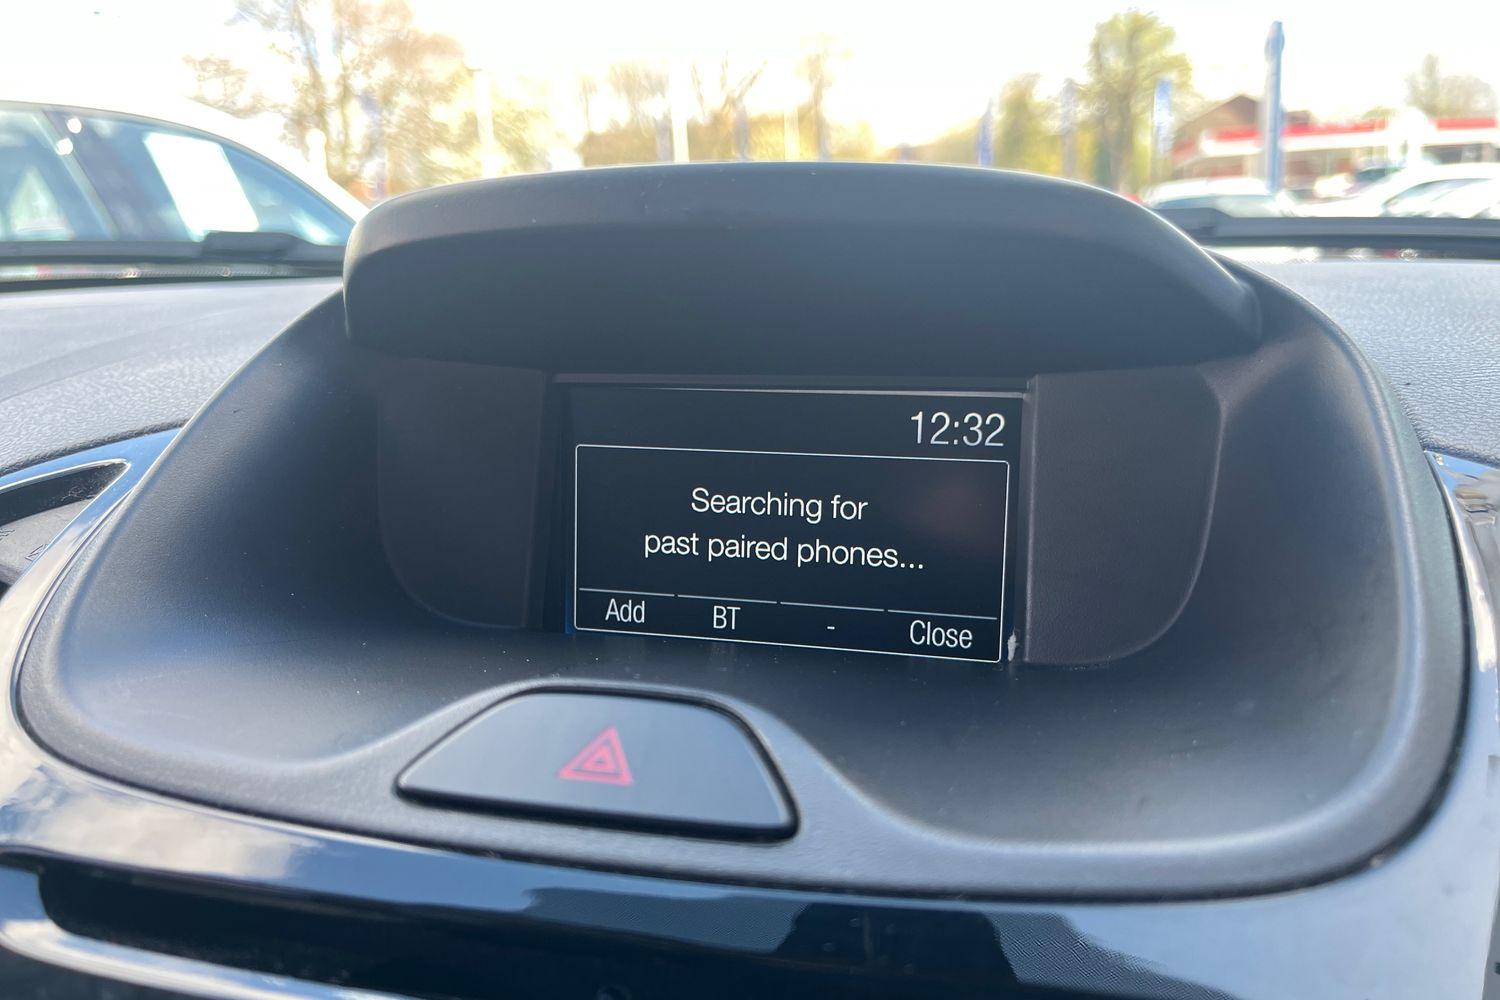 12:32
Searching for
past paired phones...
Add BT - Close